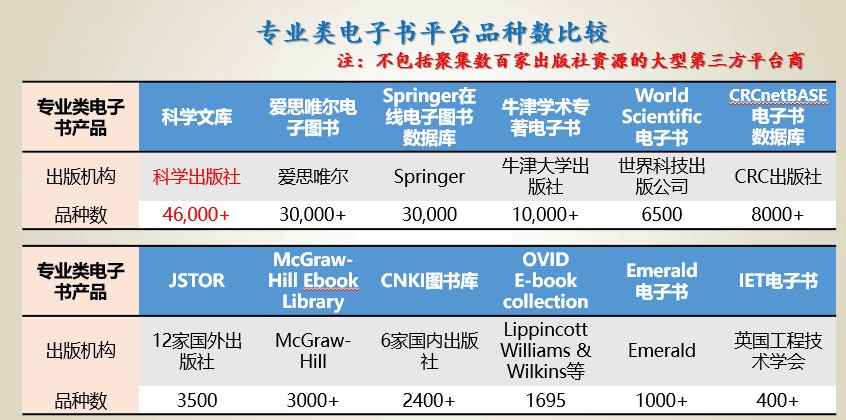 专业类电子书平台品种数比较
注：不包括聚集数百家出版社资源的大型第三方平台商
专业类电子
书产品
科学文库
爱思唯尔电
子图书
Springer在
线电子图书
数据库
牛津学术专
著电子书
World
Scientific
电子书
CRCnetBASE
电子书
数据库
出版机构
科学出版社
爱思唯尔
Springer
牛津大学出
版社
世界科技出
版公司
CRC出版社
品种数
46,000+
30,000+
30,000
10,000+
6500
8000+
专业类电子
书产品
JSTOR
McGraw-
Hill Ebook
Library
CNKI图书库
OVID
E-book
collection
Emerald
电子书
IET电子书
出版机构
12家国外出
版社
McGraw-
Hill
6家国内出版
社
Lippincott
Williams &
Wilkins等
Emerald
英国工程技
术学会
品种数
3500
3000+
2400+
1695
1000+
400+